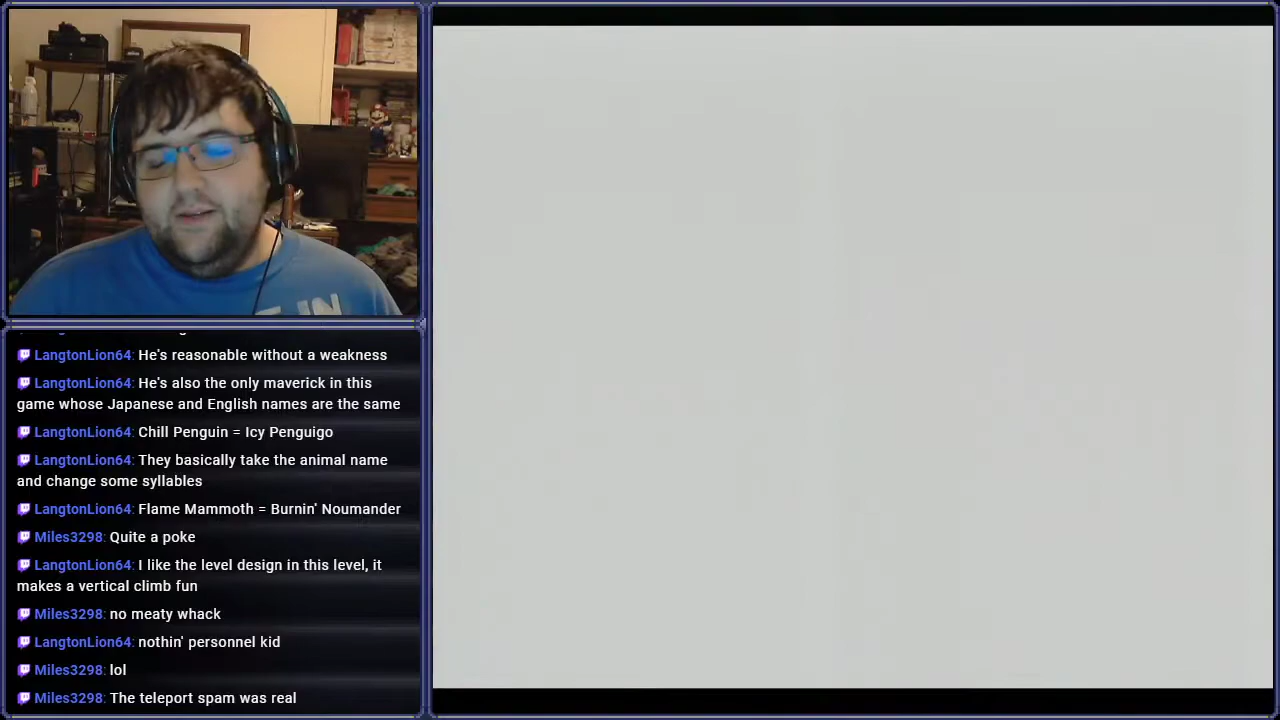 LangtonLion64: He's reasonable without a weakness
LangtonLion64: He's also the only maverick in this
game whose Japanese and English names are the same
LangtonLion64: Chill Penguin = Icy Penguigo
LangtonLion64: They basically take the animal name
and change some syllables
LangtonLion64: Flame Mammoth = Burnin' Noumander
Miles3298: Quite a poke
LangtonLion64: I like the level design in this level, it
makes a vertical climb fun
Miles3298: no meaty whack
LangtonLion64: nothin' personnel kid
Miles3298: lol
Miles3298: The teleport spam was real